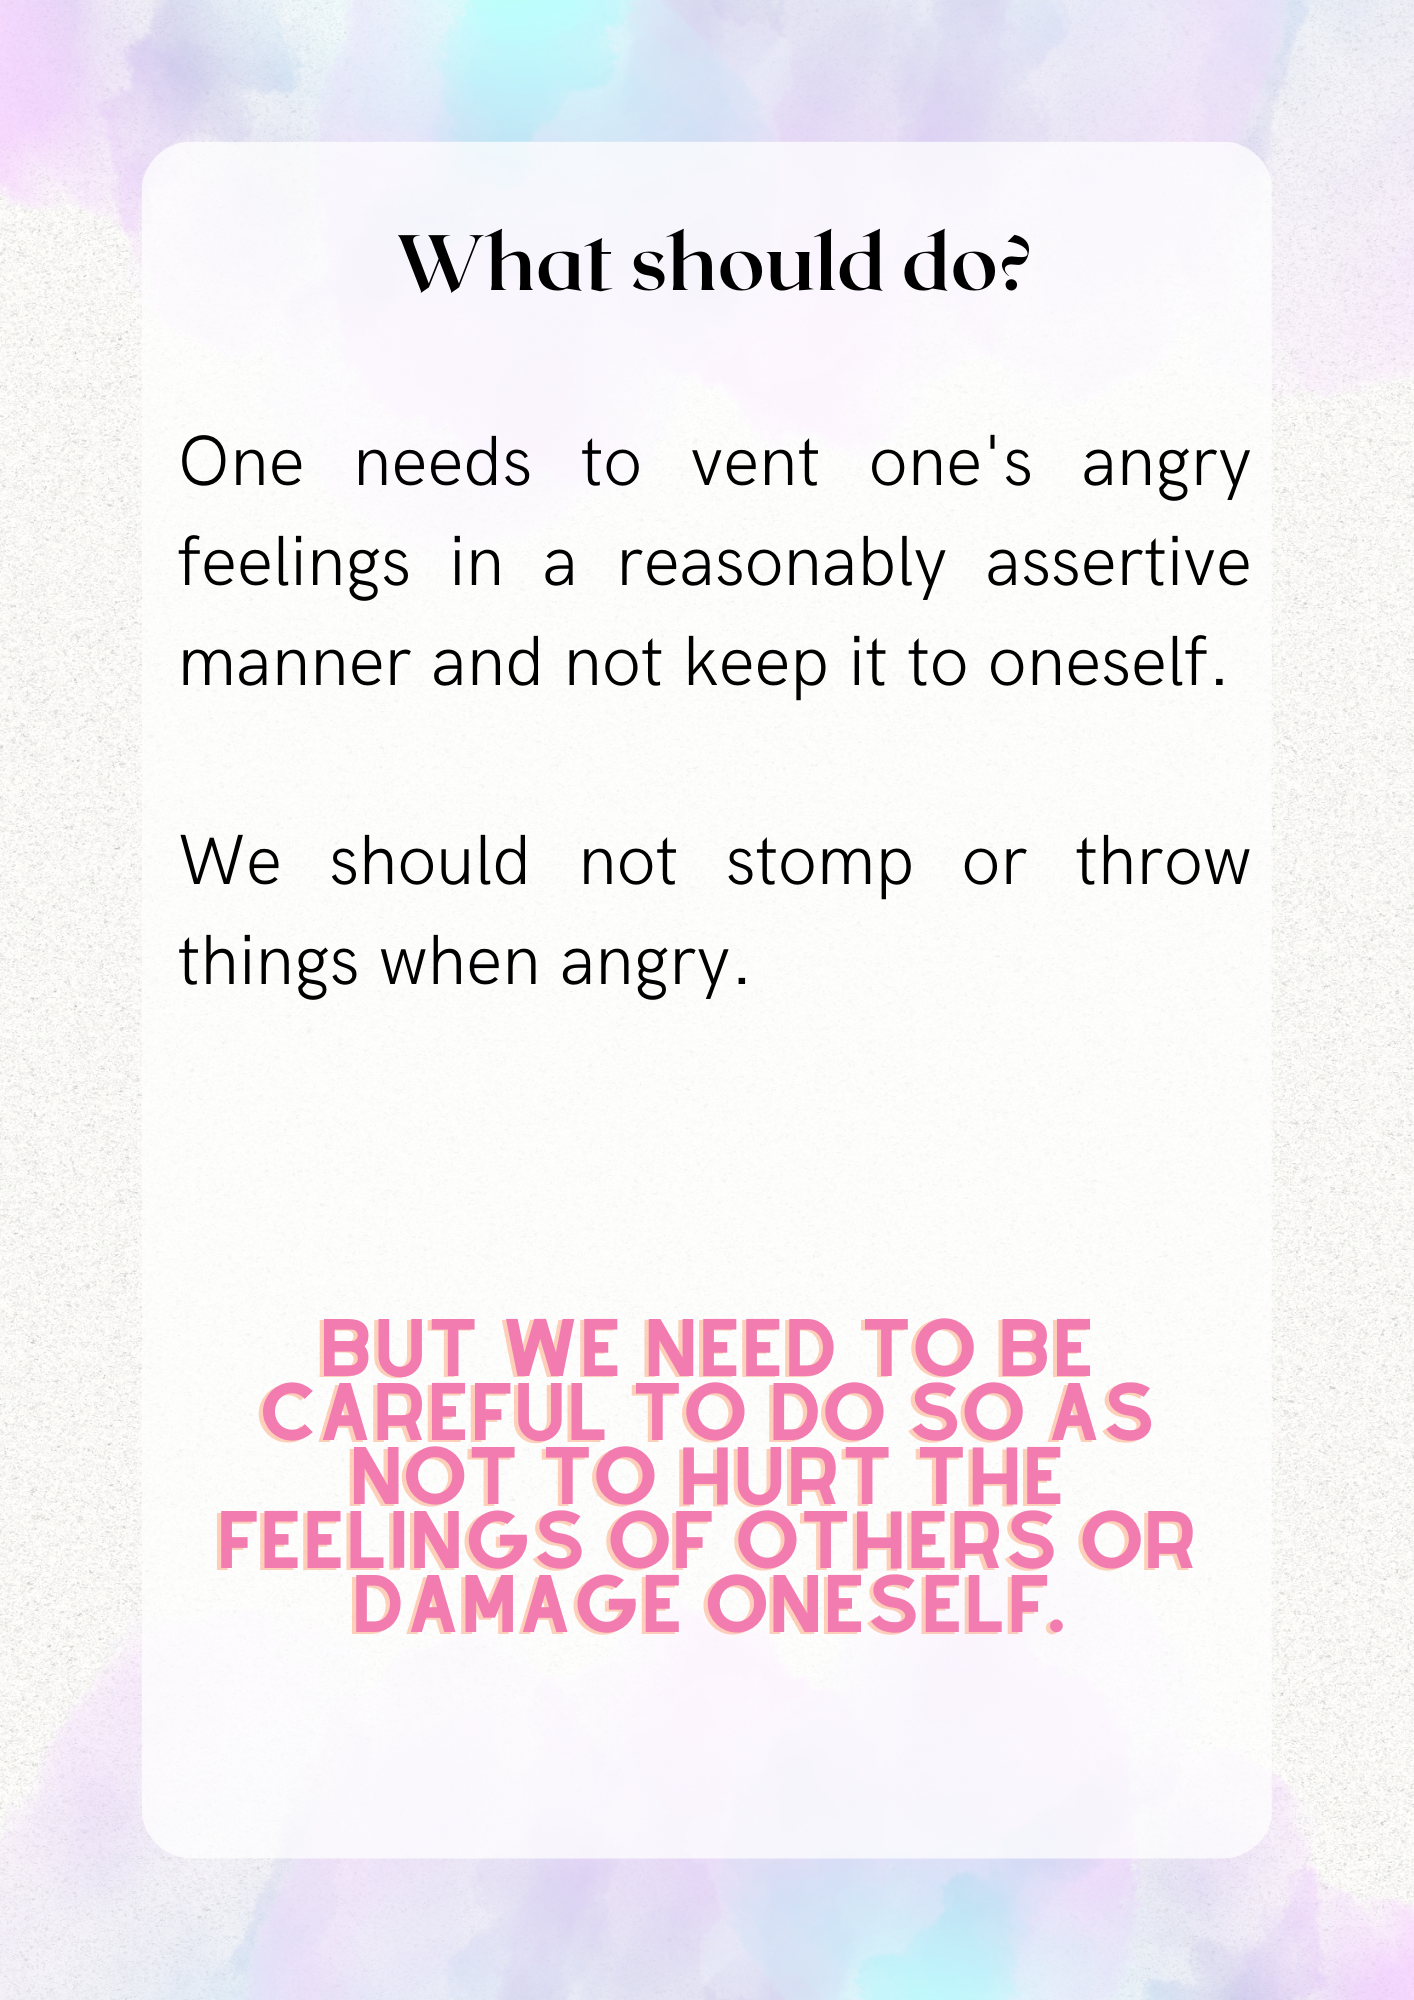 What should do?
One needs to vent one's angry
feelings in a reasonably assertive
manner and not keep it to oneself.
We should not stomp or throw
things when angry.
BUT WE NEED TO BE
CAREFUL TO DO SO AS
NOT TO HURT THE
FEELINGS OF OTHERS OR
DAMAGE ONESELF.